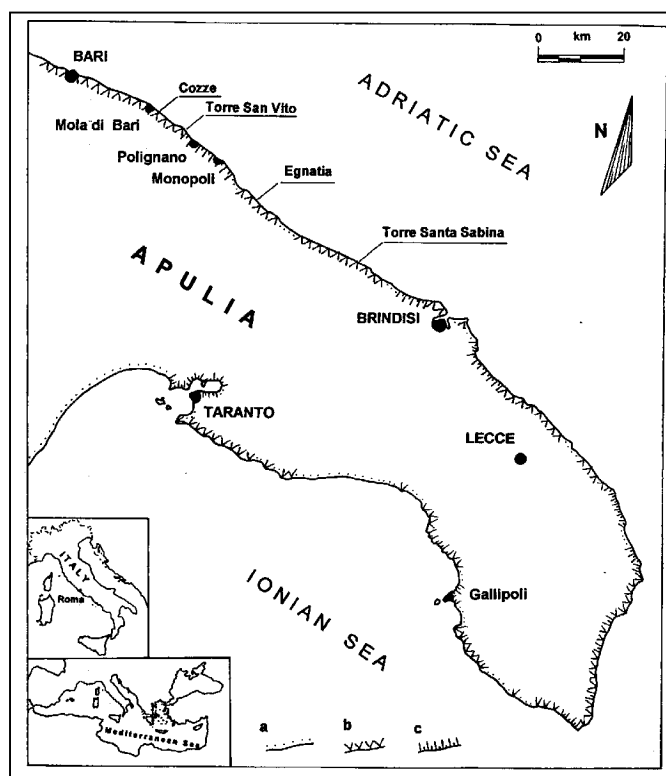 0 km 20
BARI
ADRIATIC SEA
Cozze
Torre San Vito
Mola di Bari
N
Polignano
Monopoli
Egnatia
Torre Santa Sabina
APULIA
BRINDISI
TARANTO
LECCE
ITALY
Roma
IONIAN SEA
Gallipoli
Mediterranean Sea
a b c